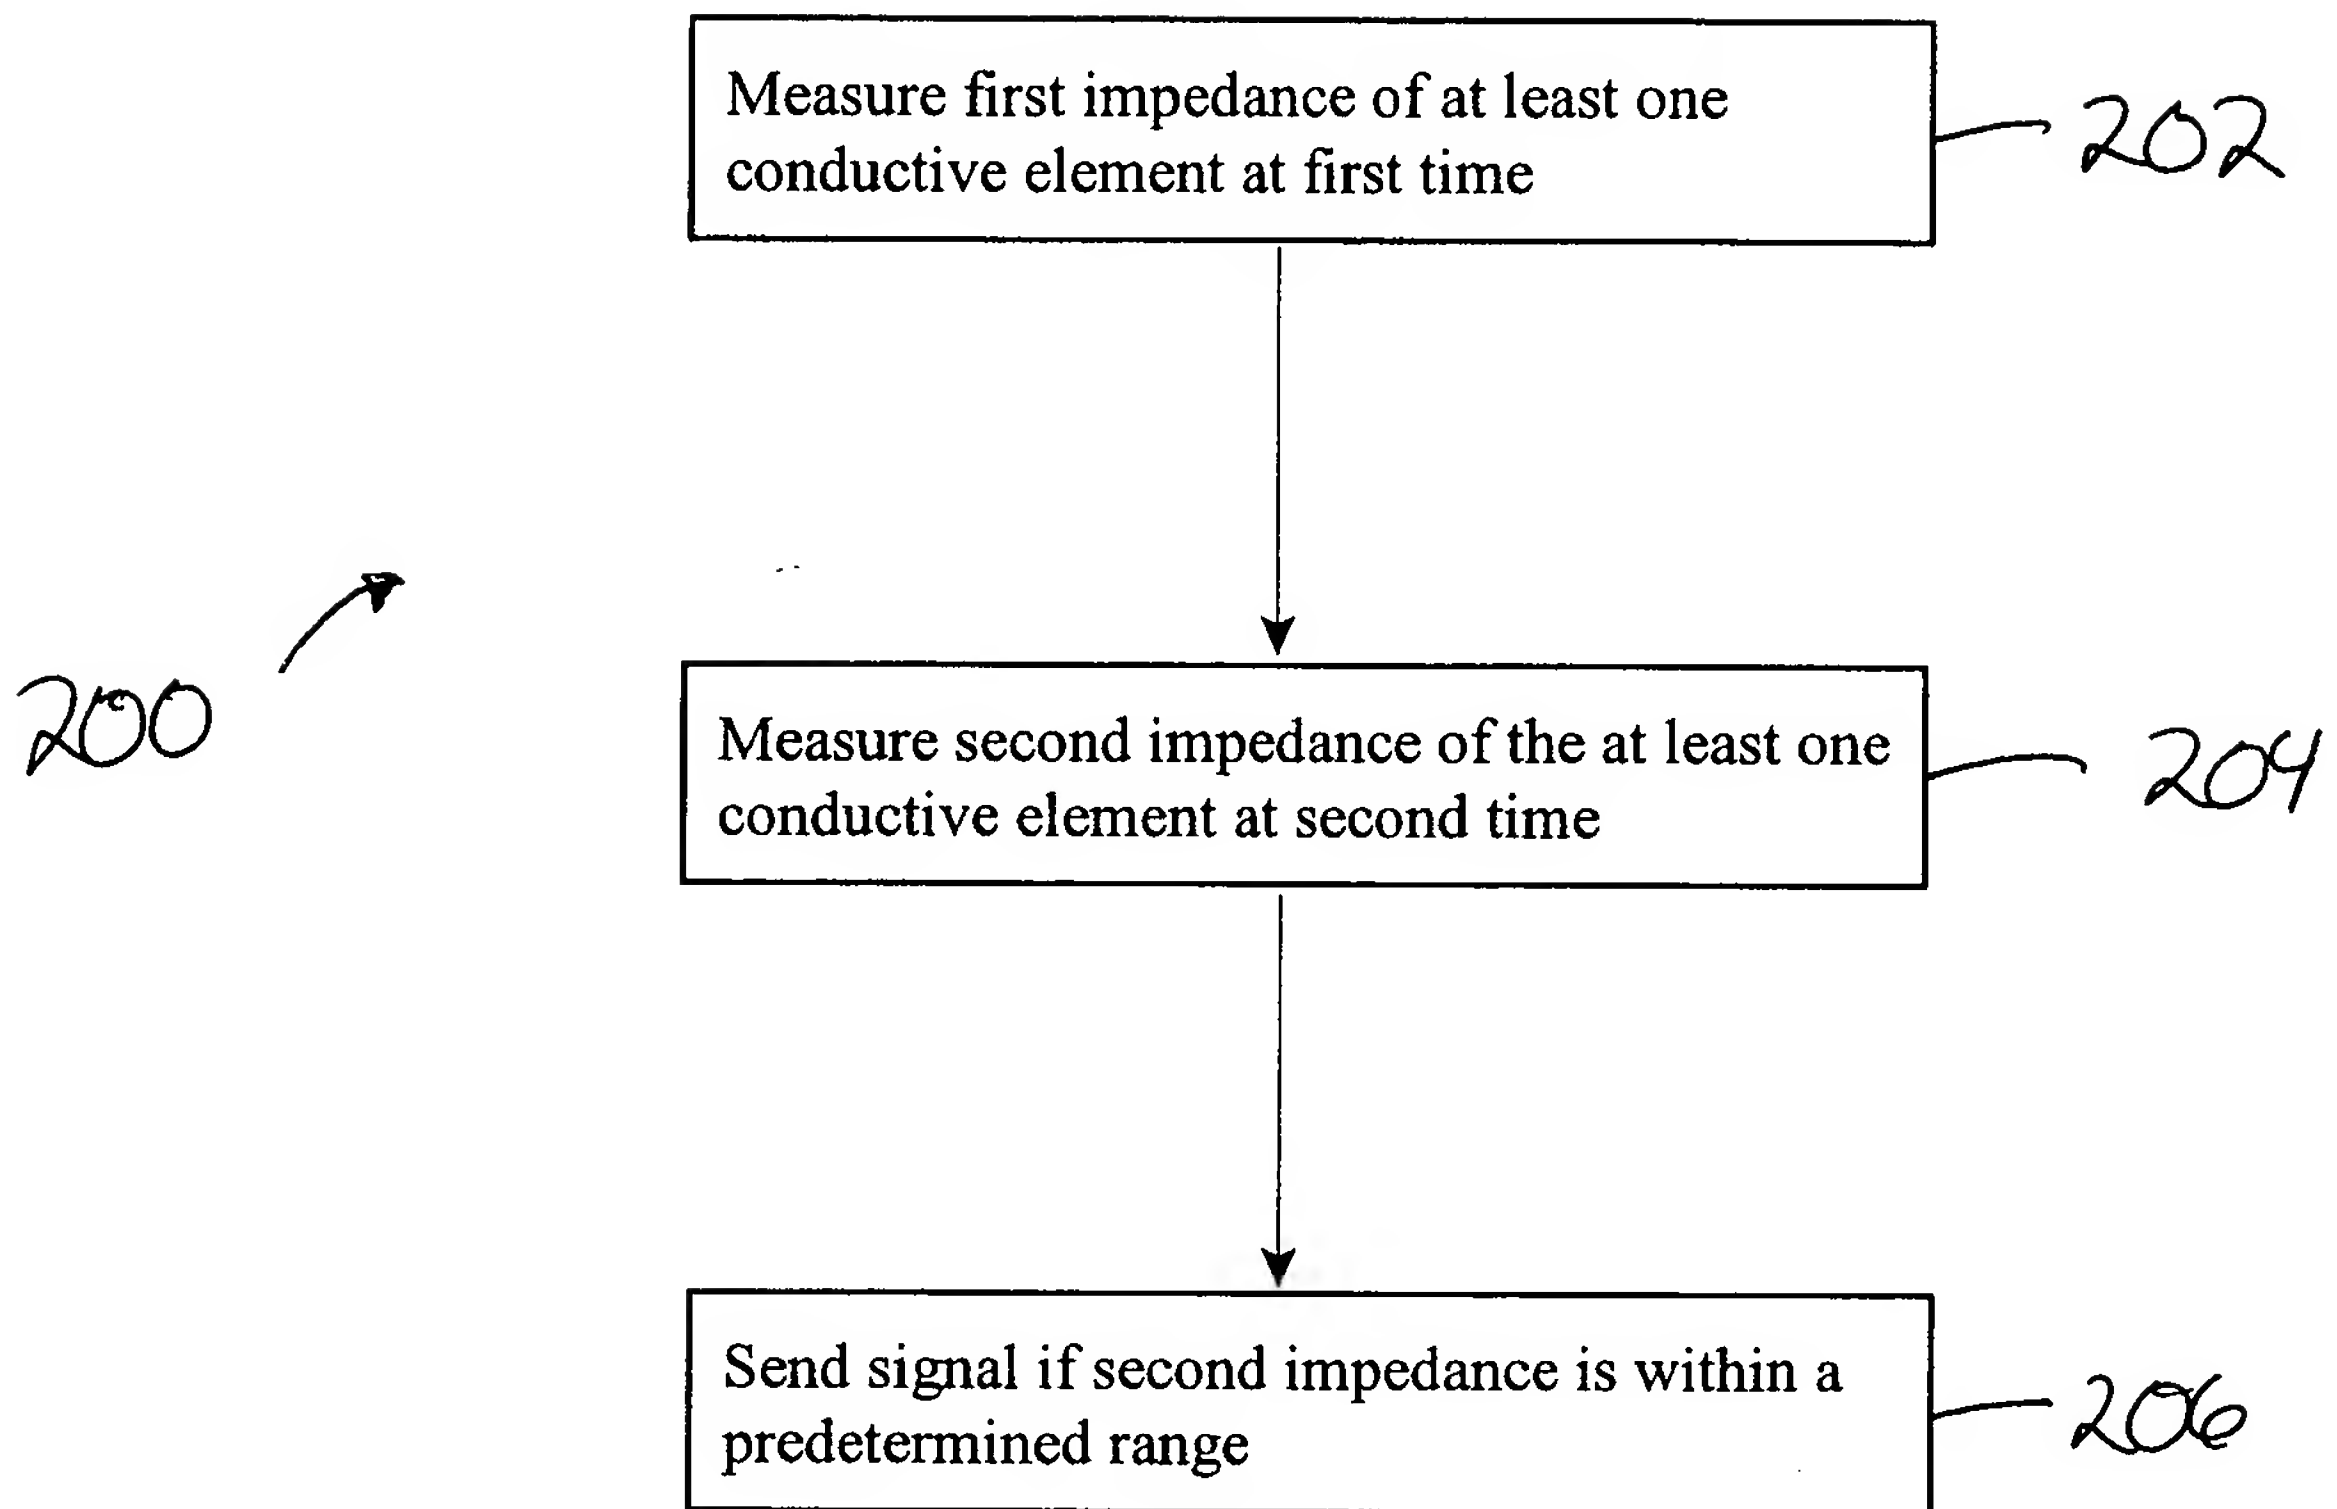 Measure first impedance of at least one
conductive element at first time
202
200
Measure second impedance of the at least one
conductive element at second time
204
Send signal if second impedance is within a
predetermined range
206